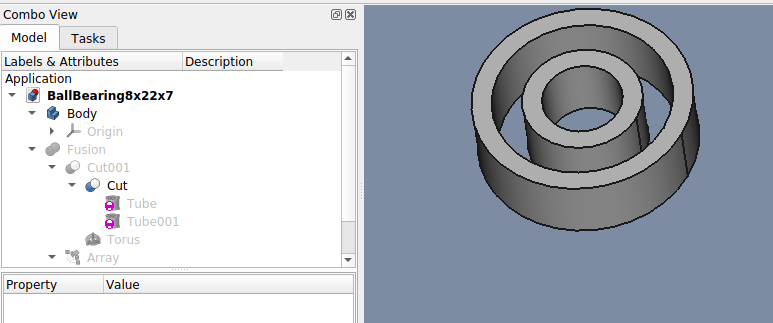 Combo View
Model Tasks
Labels & Attributes Description
Application
BallBearing8x22x7
Body
Origin
Fusion
Cut001
Cut
Tube
Tube001
Torus
Array
Property Value